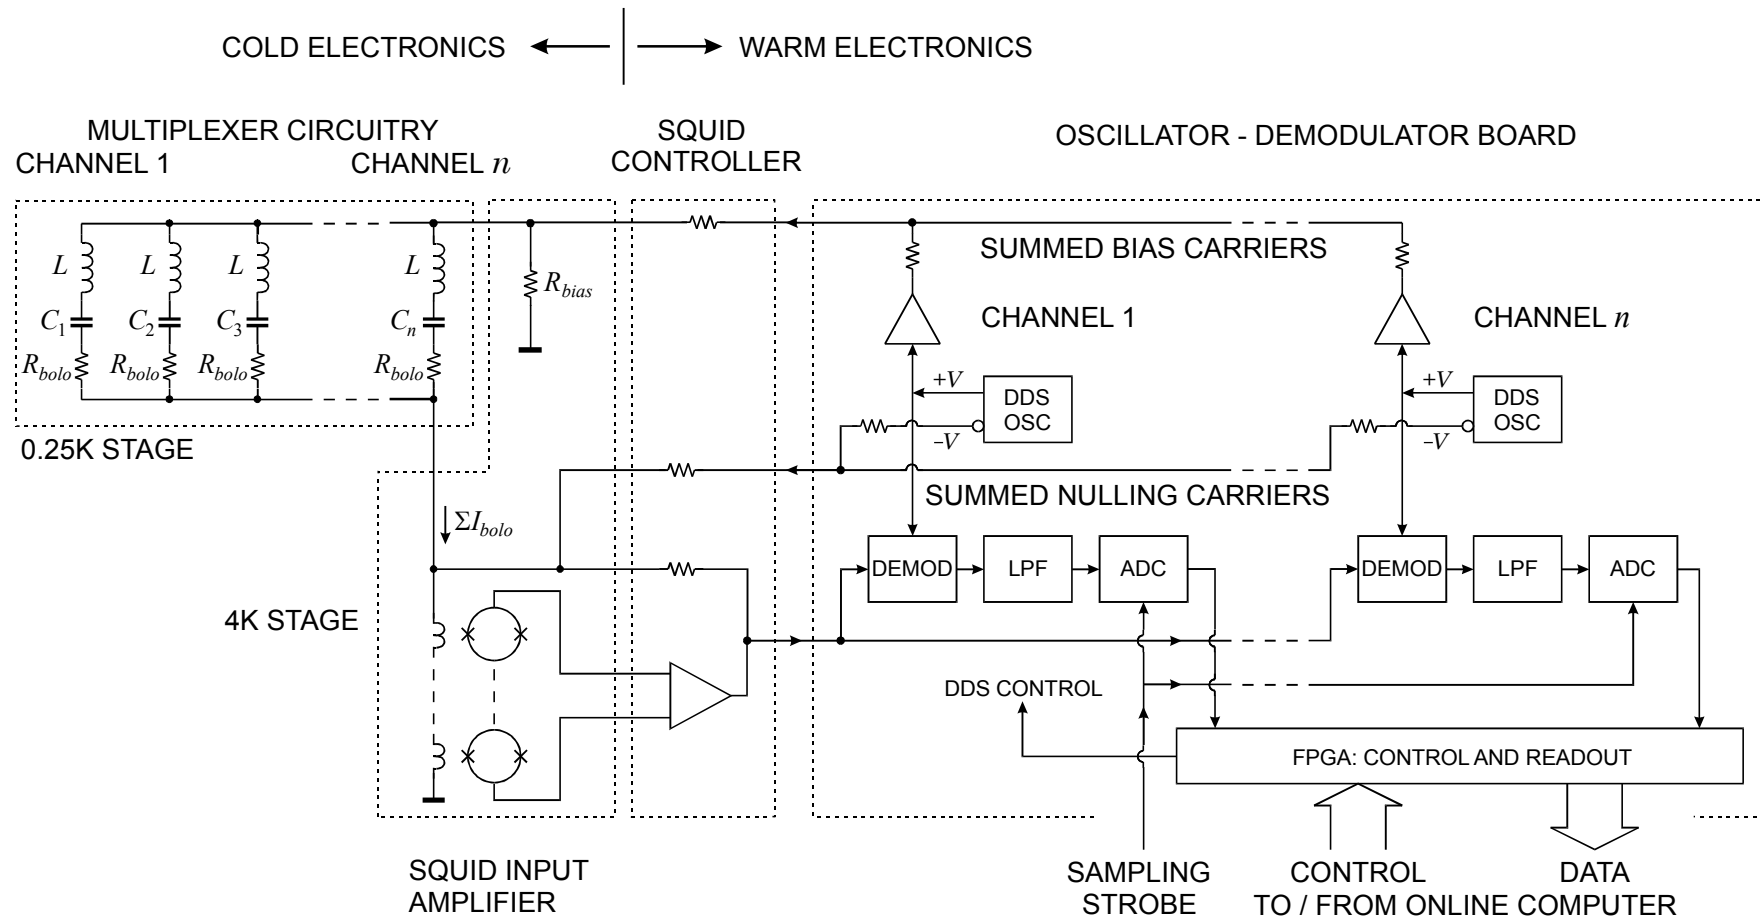 COLD ELECTRONICS
WARM ELECTRONICS
MULTIPLEXER CIRCUITRY
CHANNEL 1
CHANNEL n
SQUID
CONTROLLER
OSCILLATOR - DEMODULATOR BOARD
L
L
L
L
C1
C2
C3
Cn
Rbolo
Rbolo
Rbolo
Rbolo
Rbias
0.25K STAGE
SUMMED BIAS CARRIERS
CHANNEL 1
CHANNEL n
+V
DDS
OSC
–V
+V
DDS
OSC
–V
SUMMED NULLING CARRIERS
ΣIbolo
4K STAGE
DEMOD
LPF
ADC
DEMOD
LPF
ADC
DDS CONTROL
FPGA: CONTROL AND READOUT
SQUID INPUT
AMPLIFIER
SAMPLING
STROBE
CONTROL
DATA
TO / FROM ONLINE COMPUTER